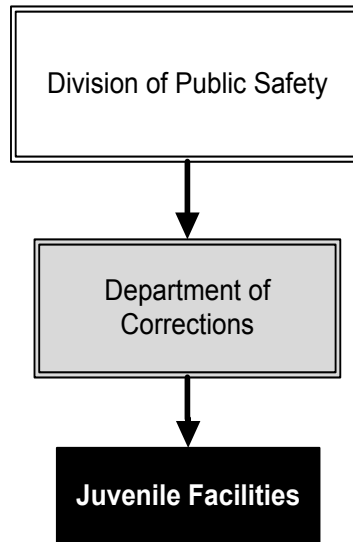 Division of Public Safety
Department of
Corrections
Juvenile Facilities